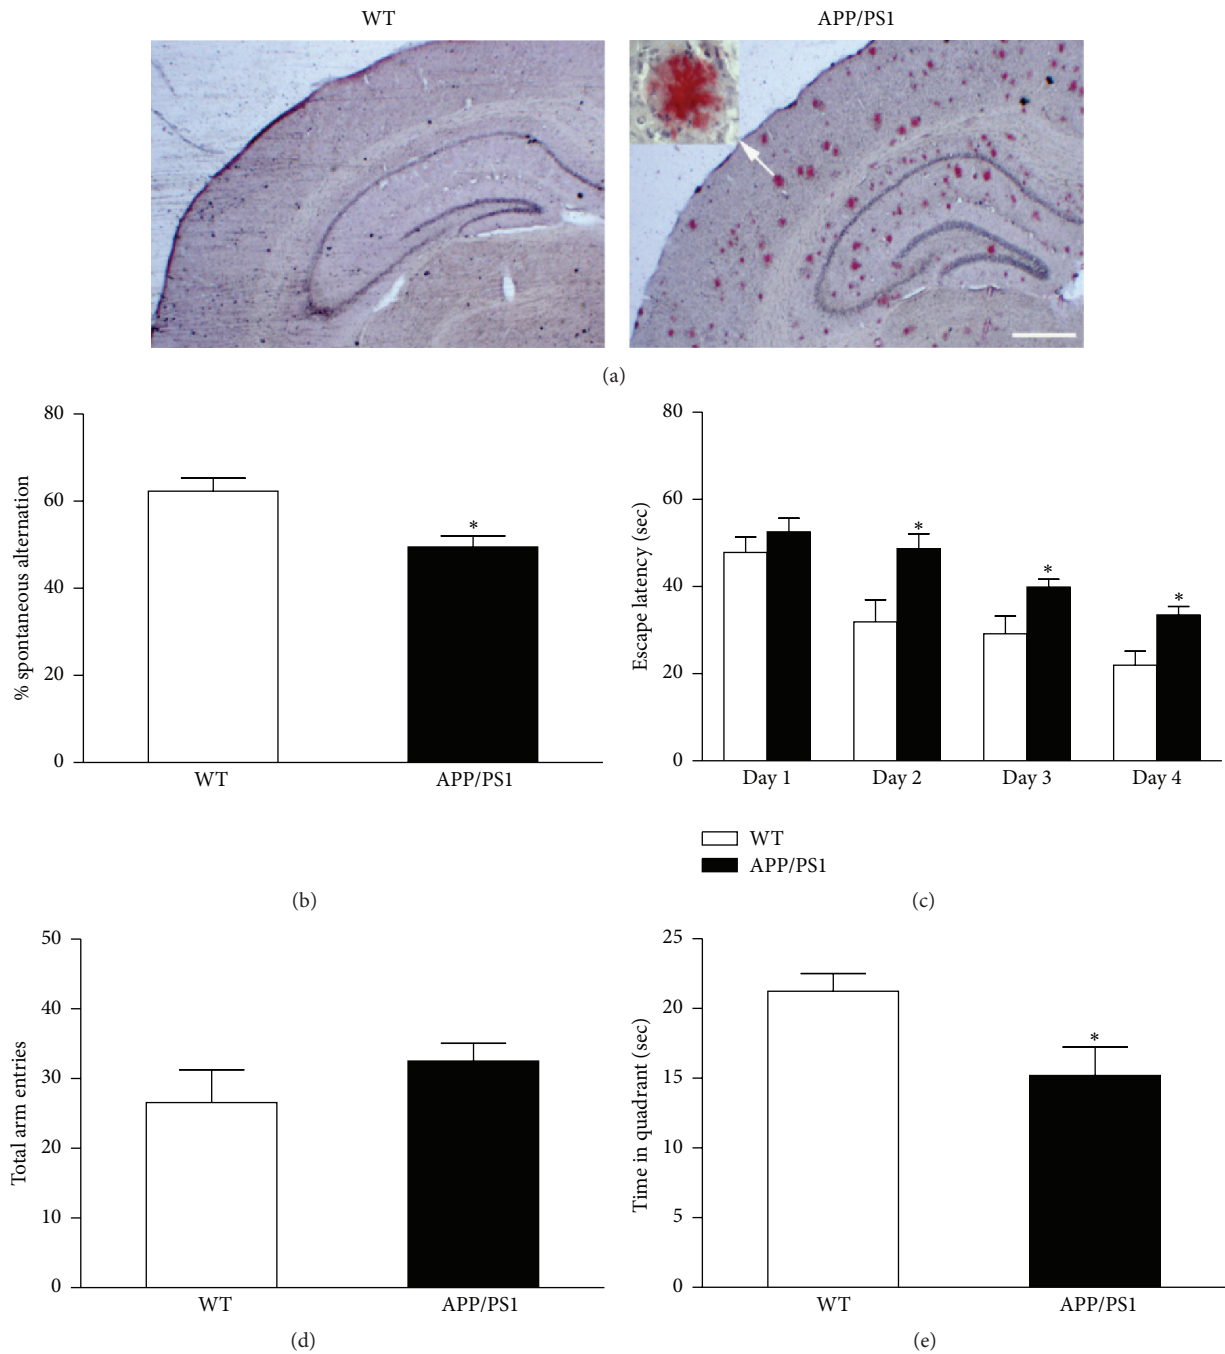 WT
APP/PS1
(a)
80
60
40
20
0
% spontaneous alternation
*
WT
APP/PS1
(b)
80
60
40
20
0
Escape latency (sec)
*
*
*
Day 1
Day 2
Day 3
Day 4
WT
APP/PS1
(c)
50
40
30
20
10
0
Total arm entries
WT
APP/PS1
(d)
25
20
15
10
5
0
Time in quadrant (sec)
*
WT
APP/PS1
(e)